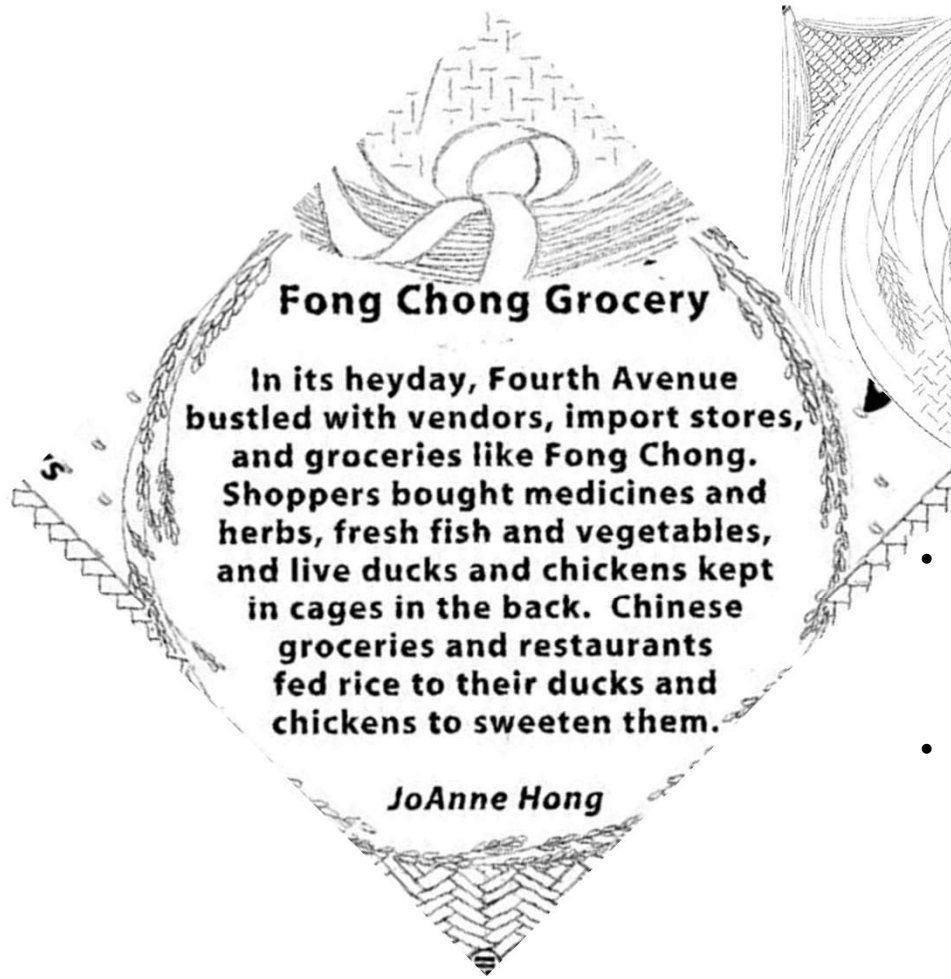 Fong Chong Grocery
In its heyday, Fourth Avenue
bustled with vendors, import stores,
and groceries like Fong Chong.
Shoppers bought medicines and
herbs, fresh fish and vegetables,
and live ducks and chickens kept
in cages in the back. Chinese
groceries and restaurants
fed rice to their ducks and
chickens to sweeten them.
JoAnne Hong